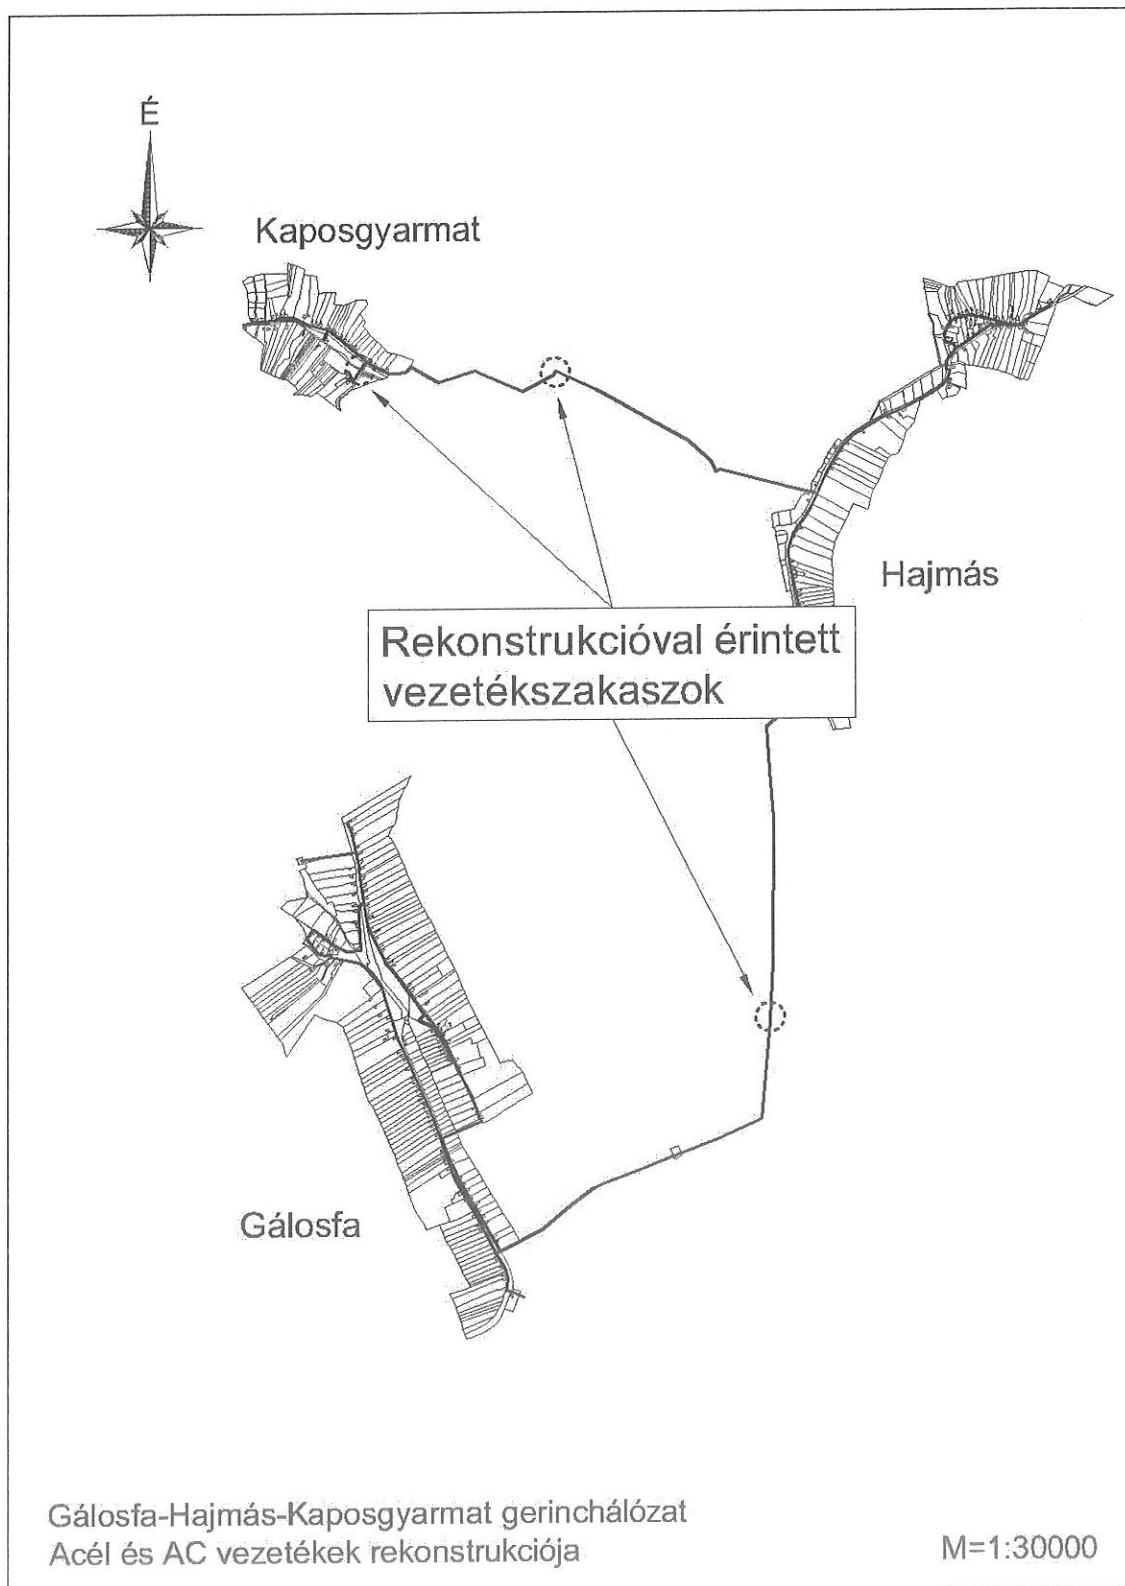 É
Kaposgyarmat
Hajmás
Rekonstrukcióval érintett
vezetékszakaszok
Gálosfa
Gálosfa-Hajmás-Kaposgyarmat gerinchálózat
Acél és AC vezetékek rekonstrukciója
M=1:30000